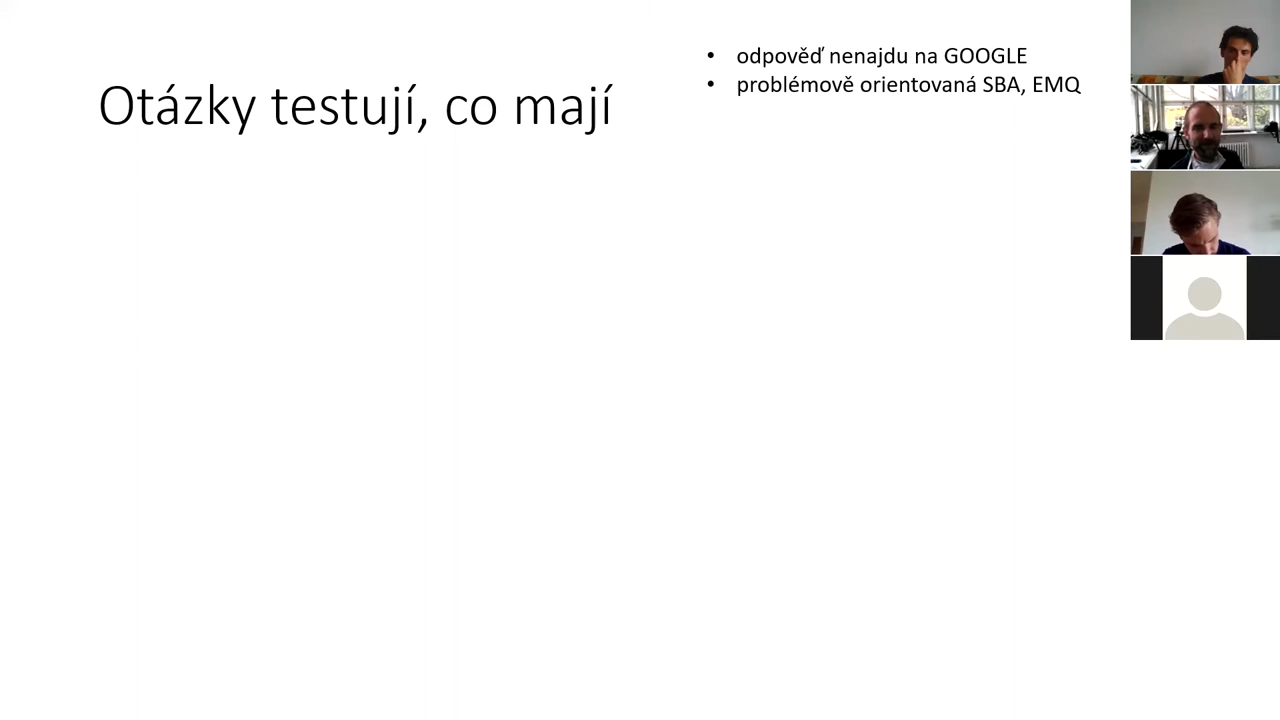 Otázky testují, co mají
• odpověď nenajdu na GOOGLE
• problémově orientovaná SBA, EMQ